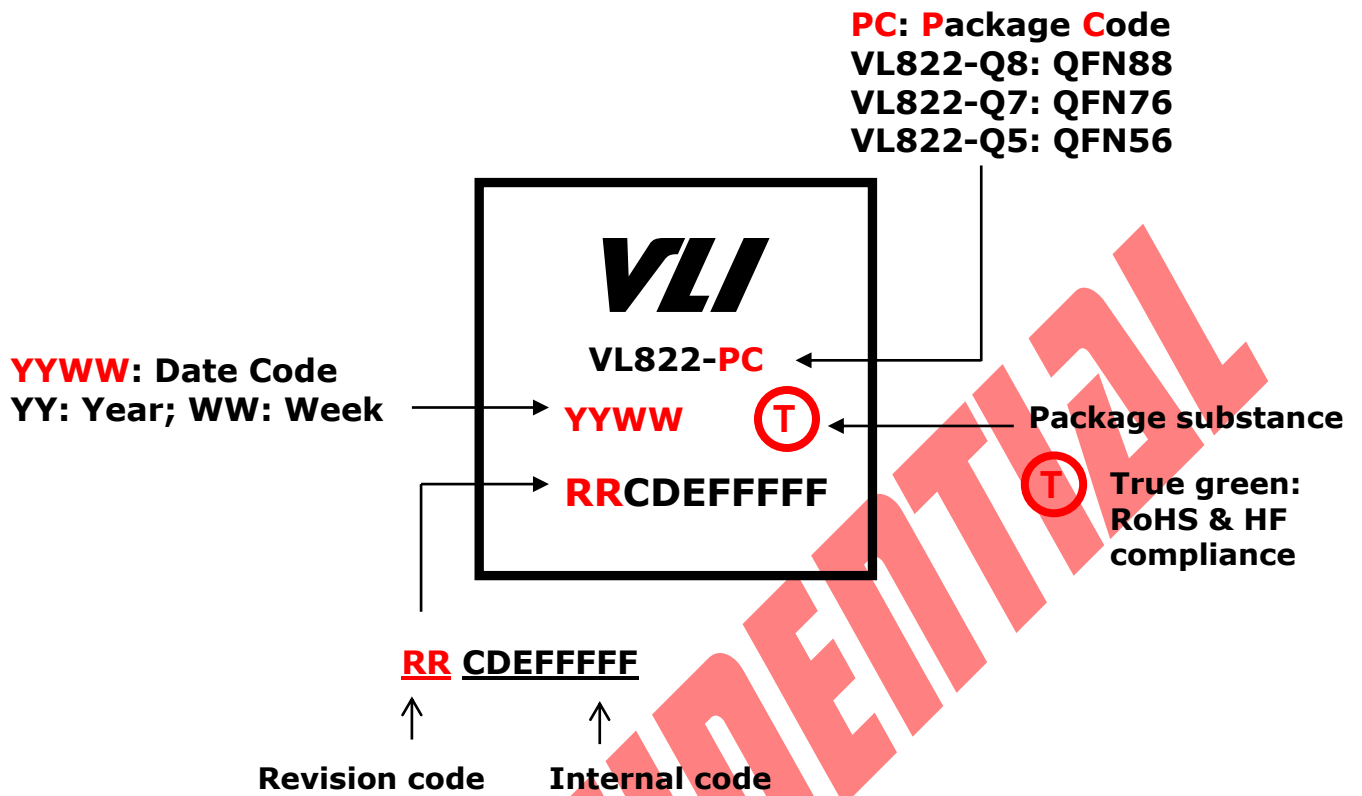 PC: Package Code
VL822-Q8: QFN88
VL822-Q7: QFN76
VL822-Q5: QFN56
VLI
VL822-PC
YYWW: Date Code
YY: Year; WW: Week
YYWW
T
Package substance
RRCDEFFFFF
T
True green:
RoHS & HF
compliance
RR CDEFFFFF
Revision code
Internal code
IDENTIAL